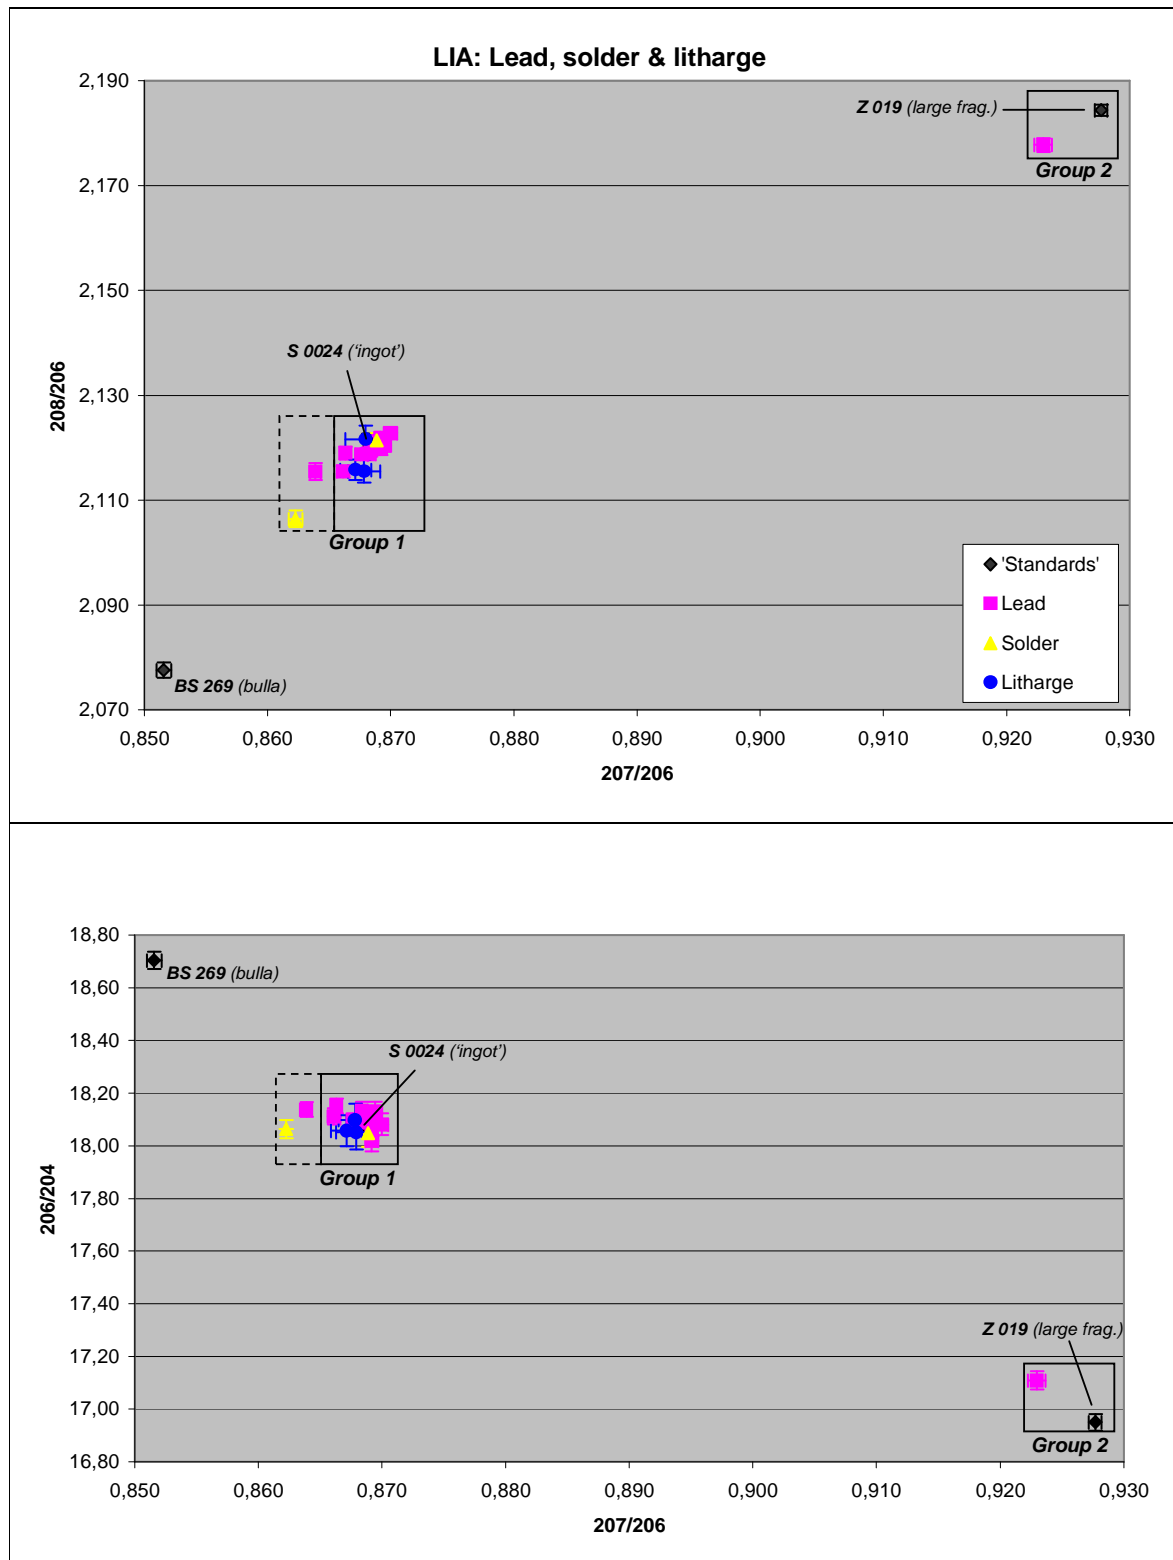 LIA: Lead, solder & litharge
2,190
2,170
2,150
2,130
2,110
2,090
2,070
208/206
Z 019 (large frag.)
Group 2
S 0024 ('ingot')
Group 1
BS 269 (bulla)
'Standards'
Lead
Solder
Litharge
0,850 0,860 0,870 0,880 0,890 0,900 0,910 0,920 0,930
207/206
18,80
18,60
18,40
18,20
18,00
17,80
17,60
17,40
17,20
17,00
16,80
206/204
BS 269 (bulla)
S 0024 ('ingot')
Group 1
Z 019 (large frag.)
Group 2
0,850 0,860 0,870 0,880 0,890 0,900 0,910 0,920 0,930
207/206